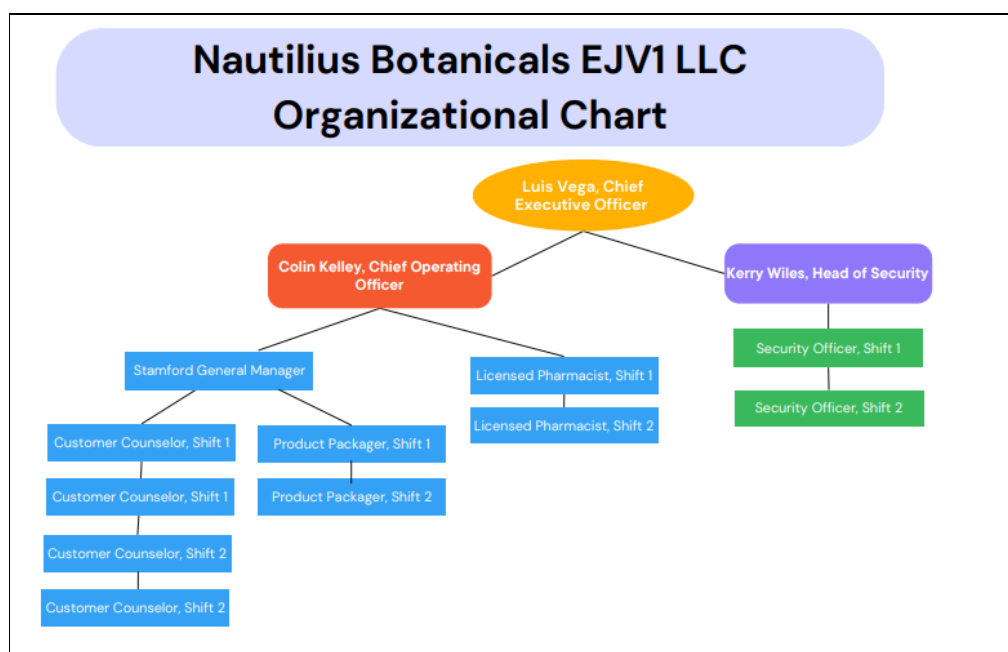 Nautilius Botanicals EJV1 LLC
Organizational Chart
Luis Vega, Chief
Executive Officer
Colin Kelley, Chief Operating
Officer
Kerry Wiles, Head of Security
Stamford General Manager
Licensed Pharmacist, Shift 1
Licensed Pharmacist, Shift 2
Security Officer, Shift 1
Security Officer, Shift 2
Customer Counselor, Shift 1
Customer Counselor, Shift 1
Customer Counselor, Shift 2
Customer Counselor, Shift 2
Product Packager, Shift 1
Product Packager, Shift 2